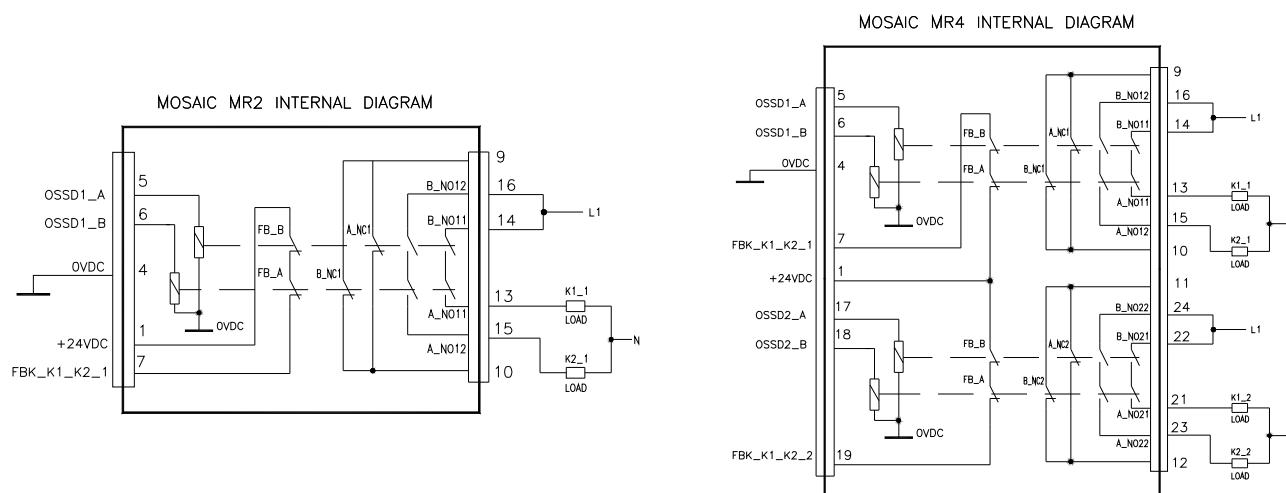 MOSAIC MR2 INTERNAL DIAGRAM
5
OSSD1_A
6
OSSD1_B
0VDC
4
1
+24VDC
7
FBK_K1_K2_1
0VDC
FB_B
FB_A
A_NC1
B_NC1
B_NO12
B_NO11
A_NO11
A_NO12
9
16
14
L1
13
K1_1
LOAD
15
K2_1
LOAD
N
10
MOSAIC MR4 INTERNAL DIAGRAM
5
OSSD1_A
6
OSSD1_B
0VDC
4
0VDC
7
FBK_K1_K2_1
1
+24VDC
17
OSSD2_A
18
OSSD2_B
0VDC
19
FBK_K1_K2_2
FB_B
FB_A
A_NC1
B_NC1
B_NO12
B_NO11
A_NO11
A_NO12
9
16
14
L1
13
K1_1
LOAD
15
K2_1
LOAD
10
FB_B
FB_A
A_NC2
B_NC2
B_NO22
B_NO21
A_NO21
A_NO22
11
24
22
L1
21
K1_2
LOAD
23
K2_2
LOAD
12